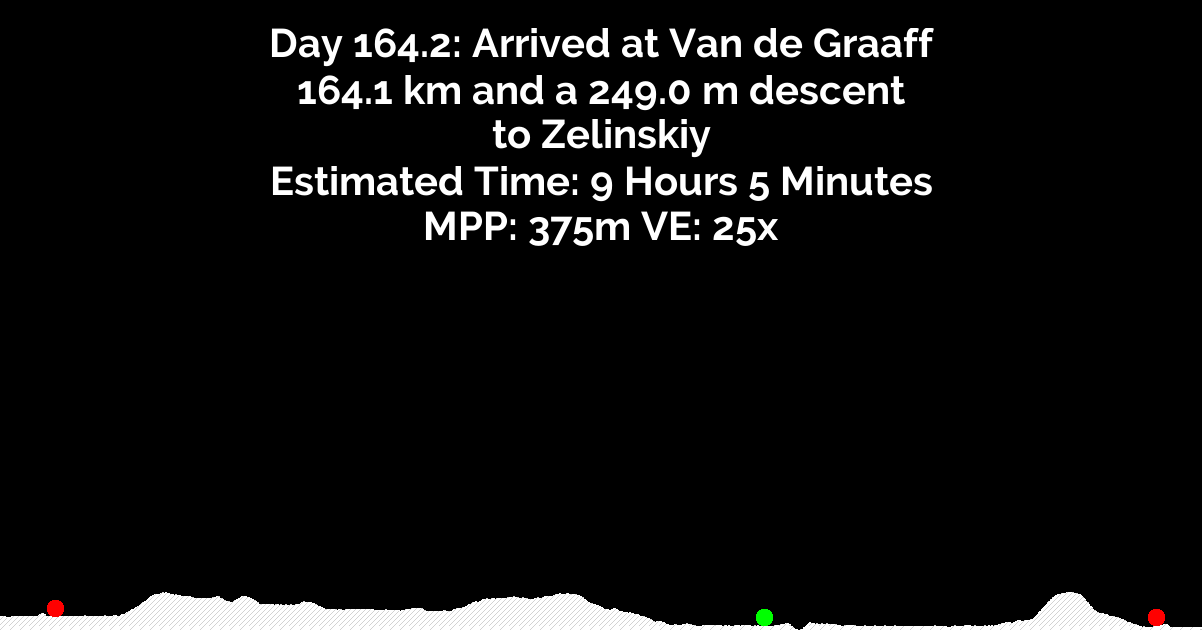 Day 164.2: Arrived at Van de Graaff
164.1 km and a 249.0 m descent
to Zelinskiy
Estimated Time: 9 Hours 5 Minutes
MPP: 375m VE: 25x